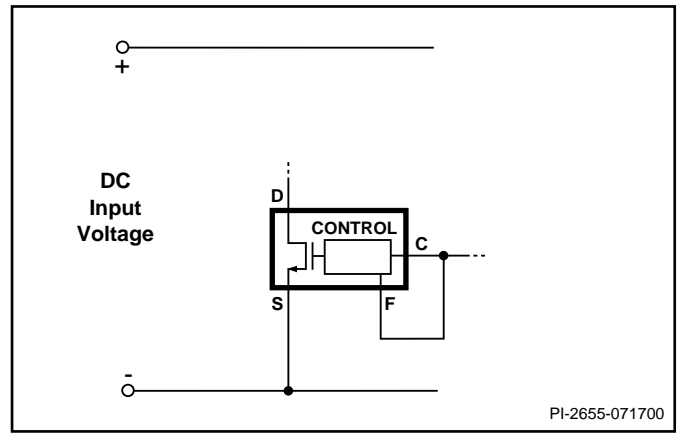 +
DC
Input
Voltage
D
CONTROL
C
S
F
-
PI-2655-071700